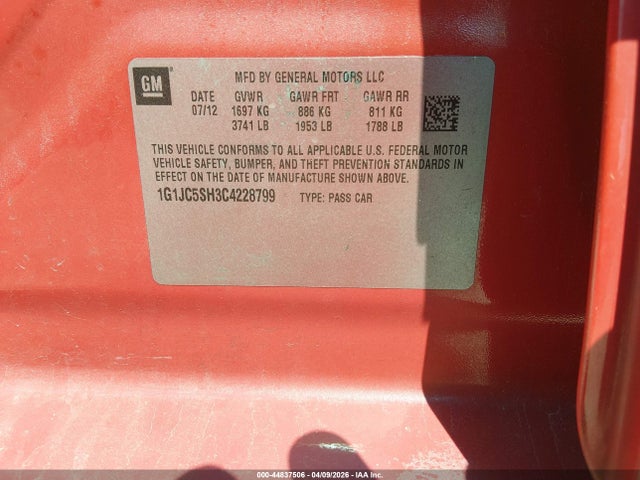 GM
MFD BY GENERAL MOTORS LLC
DATE GVWR GAWR FRT GAWR RR
07/12 1697 KG 886 KG 811 KG
3741 LB 1953 LB 1788 LB
THIS VEHICLE CONFORMS TO ALL APPLICABLE U.S. FEDERAL MOTOR
VEHICLE SAFETY, BUMPER, AND THEFT PREVENTION STANDARDS IN
EFFECT ON THE DATE OF MANUFACTURE SHOWN ABOVE.
1G1JC5SH3C4228799 TYPE: PASS CAR
000-44837506 - 04/09/2026 - IAAI.COM